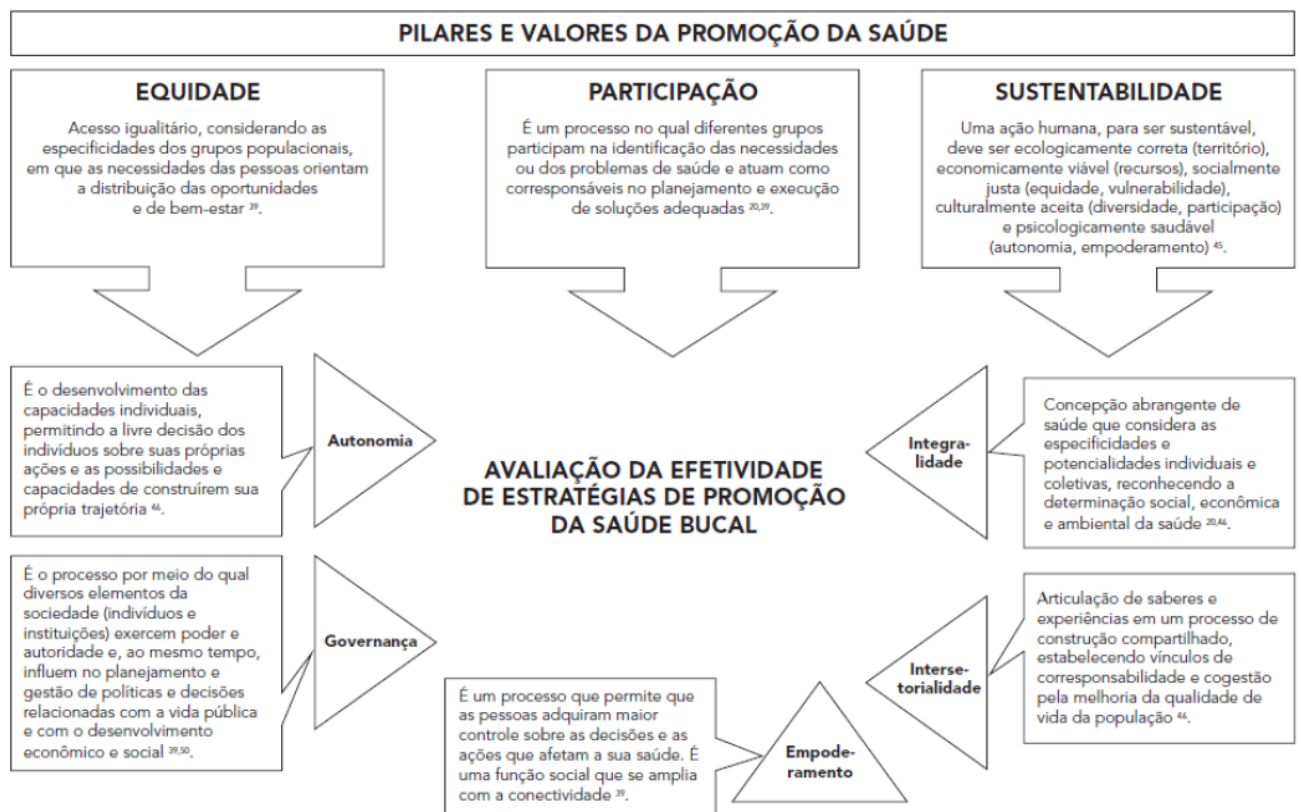 PILARES E VALORES DA PROMOÇÃO DA SAÚDE
EQUIDADE
Acesso igualitário, considerando as
especificidades dos grupos populacionais,
em que as necessidades das pessoas orientam
a distribuição das oportunidades
e de bem-estar 39.
PARTICIPAÇÃO
É um processo no qual diferentes grupos
participam na identificação das necessidades
ou dos problemas de saúde e atuam como
corresponsáveis no planejamento e execução
de soluções adequadas 20,39.
SUSTENTABILIDADE
Uma ação humana, para ser sustentável,
deve ser ecologicamente correta (território),
economicamente viável (recursos), socialmente
justa (equidade, vulnerabilidade),
culturalmente aceita (diversidade, participação)
e psicologicamente saudável
(autonomia, empoderamento) 45.
É o desenvolvimento das
capacidades individuais,
permitindo a livre decisão dos
indivíduos sobre suas próprias
ações e as possibilidades e
capacidades de construírem sua
própria trajetória 46.
Autonomia
AVALIAÇÃO DA EFETIVIDADE
DE ESTRATÉGIAS DE PROMOÇÃO
DA SAÚDE BUCAL
Integra-
lidade
Concepção abrangente de
saúde que considera as
especificidades e
potencialidades individuais e
coletivas, reconhecendo a
determinação social, econômica
e ambiental da saúde 20,46.
É o processo por meio do qual
diversos elementos da
sociedade (indivíduos e
instituições) exercem poder e
autoridade e, ao mesmo tempo,
influem no planejamento e
gestão de políticas e decisões
relacionadas com a vida pública
e com o desenvolvimento
econômico e social 39,50.
Governança
É um processo que permite que
as pessoas adquiram maior
controle sobre as decisões e as
ações que afetam a sua saúde. É
uma função social que se amplia
com a conectividade 39.
Empode-
ramento
Interse-
torialidade
Articulação de saberes e
experiências em um processo de
construção compartilhado,
estabelecendo vínculos de
corresponsabilidade e cogestão
pela melhoria da qualidade de
vida da população 46.